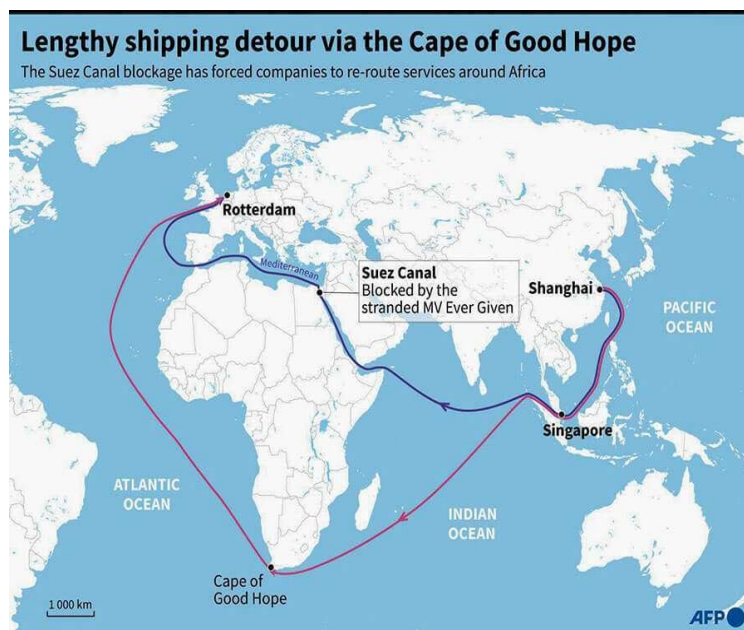 Lengthy shipping detour via the Cape of Good Hope
The Suez Canal blockage has forced companies to re-route services around Africa
Rotterdam
Mediterranean
Suez Canal
Blocked by the
stranded MV Ever Given
Shanghai
PACIFIC
OCEAN
Singapore
ATLANTIC
OCEAN
INDIAN
OCEAN
Cape of
Good Hope
1 000 km
AFP